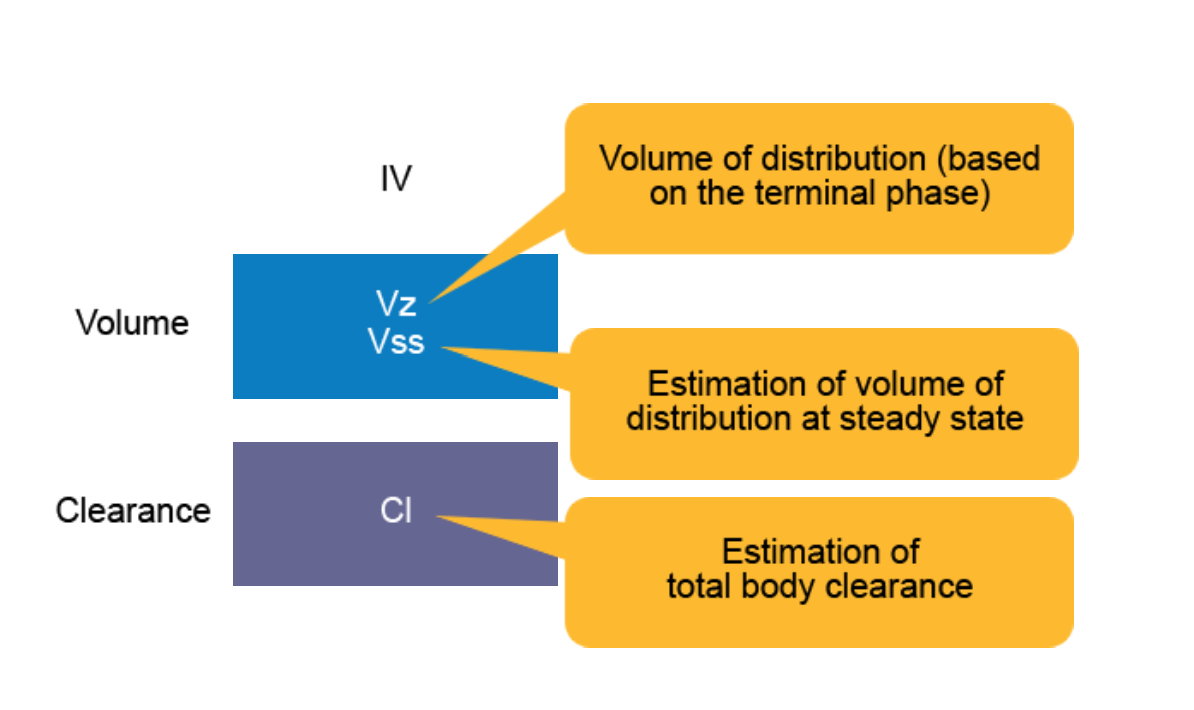 IV
Volume of distribution (based
on the terminal phase)
Volume
Vz
Vss
Estimation of volume of
distribution at steady state
Clearance
Cl
Estimation of
total body clearance